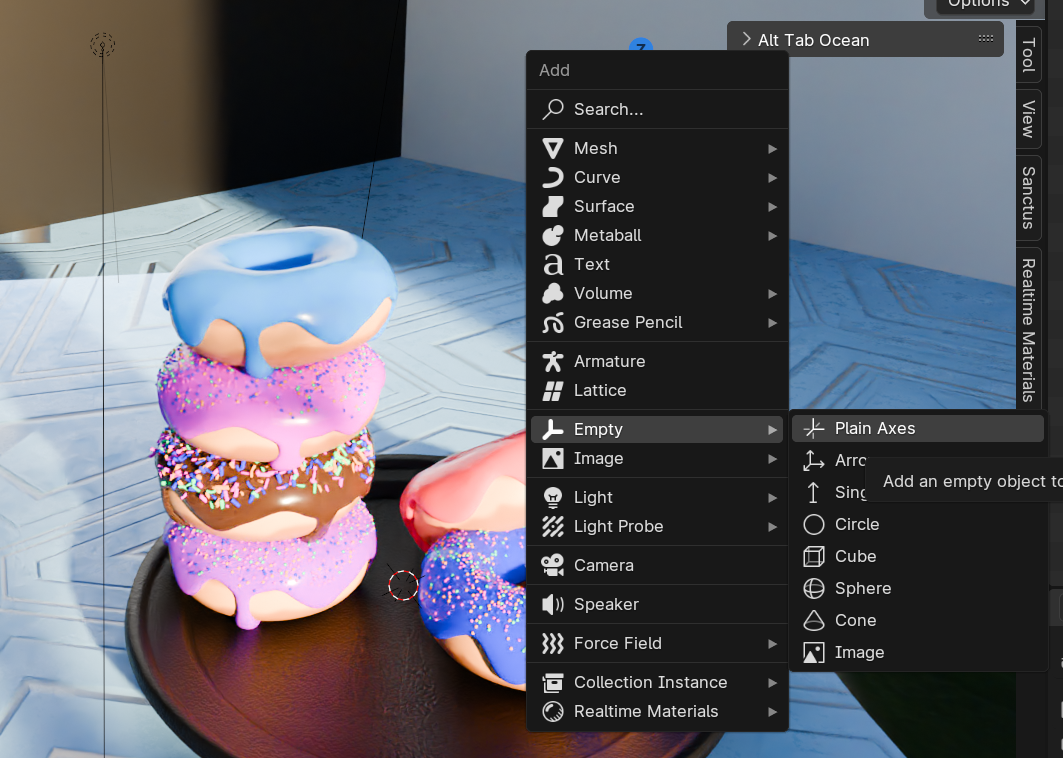 Options
Alt Tab Ocean
Z
Tool
View
Sanctus
Realtime Materials
Add
Search...
Mesh
Curve
Surface
Metaball
Text
Volume
Grease Pencil
Armature
Lattice
Empty
Image
Light
Light Probe
Camera
Speaker
Force Field
Collection Instance
Realtime Materials
Plain Axes
Add an empty object to
Circle
Cube
Sphere
Cone
Image